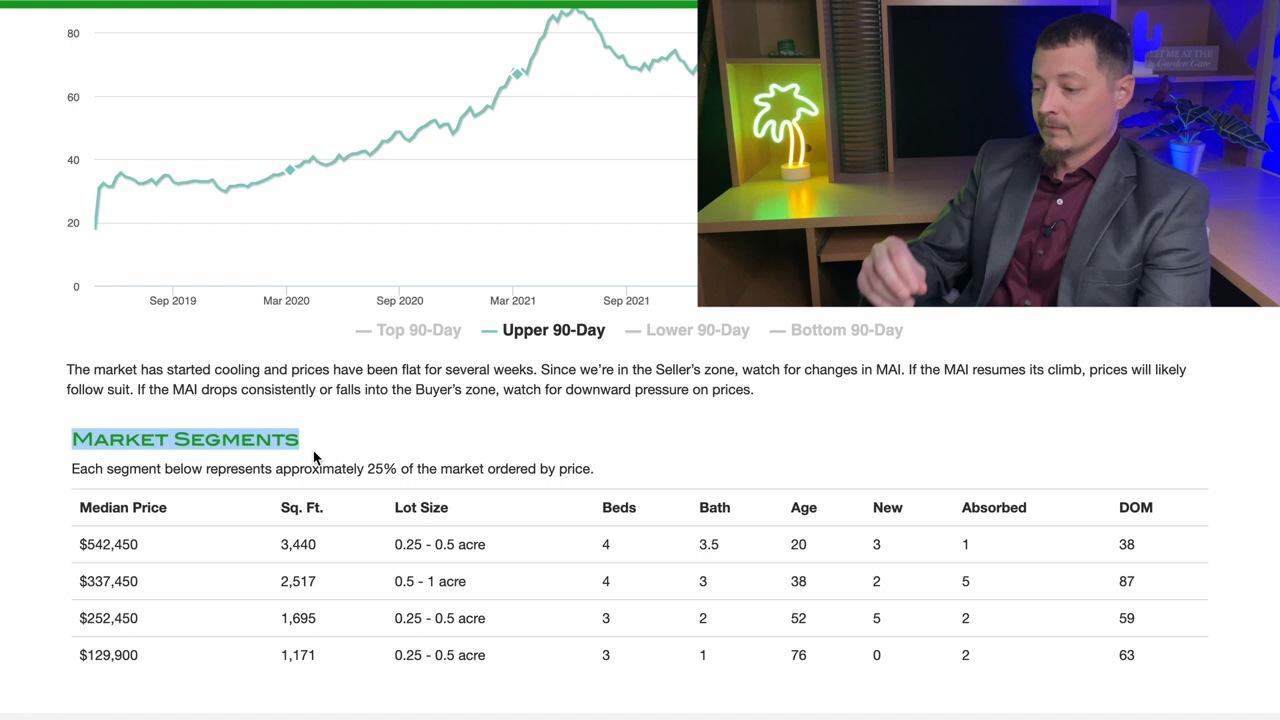 80
60
40
20
0
Sep 2019 Mar 2020 Sep 2020 Mar 2021 Sep 2021
Top 90-Day Upper 90-Day Lower 90-Day Bottom 90-Day
The market has started cooling and prices have been flat for several weeks. Since we're in the Seller's zone, watch for changes in MAI. If the MAI resumes its climb, prices will likely
follow suit. If the MAI drops consistently or falls into the Buyer's zone, watch for downward pressure on prices.
MARKET SEGMENTS
Each segment below represents approximately 25% of the market ordered by price.
Median Price Sq. Ft. Lot Size Beds Bath Age New Absorbed DOM
$542,450 3,440 0.25 - 0.5 acre 4 3.5 20 3 1 38
$337,450 2,517 0.5 - 1 acre 4 3 38 2 5 87
$252,450 1,695 0.25 - 0.5 acre 3 2 52 5 2 59
$129,900 1,171 0.25 - 0.5 acre 3 1 76 0 2 63
ME AT THE
Garden Gate